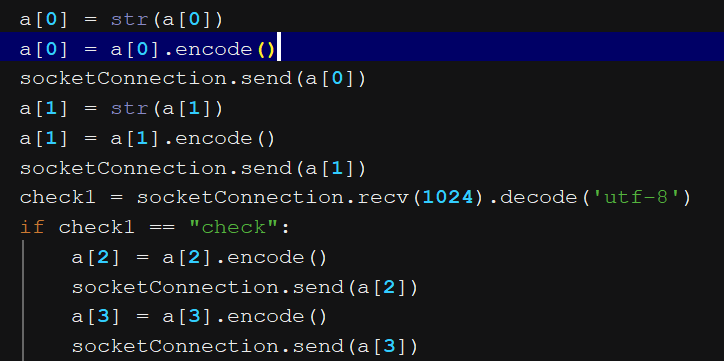 a[0] = str(a[0])
a[0] = a[0].encode()
socketConnection.send(a[0])
a[1] = str(a[1])
a[1] = a[1].encode()
socketConnection.send(a[1])
check1 = socketConnection.recv(1024).decode('utf-8')
if check1 == "check":
    a[2] = a[2].encode()
    socketConnection.send(a[2])
    a[3] = a[3].encode()
    socketConnection.send(a[3])